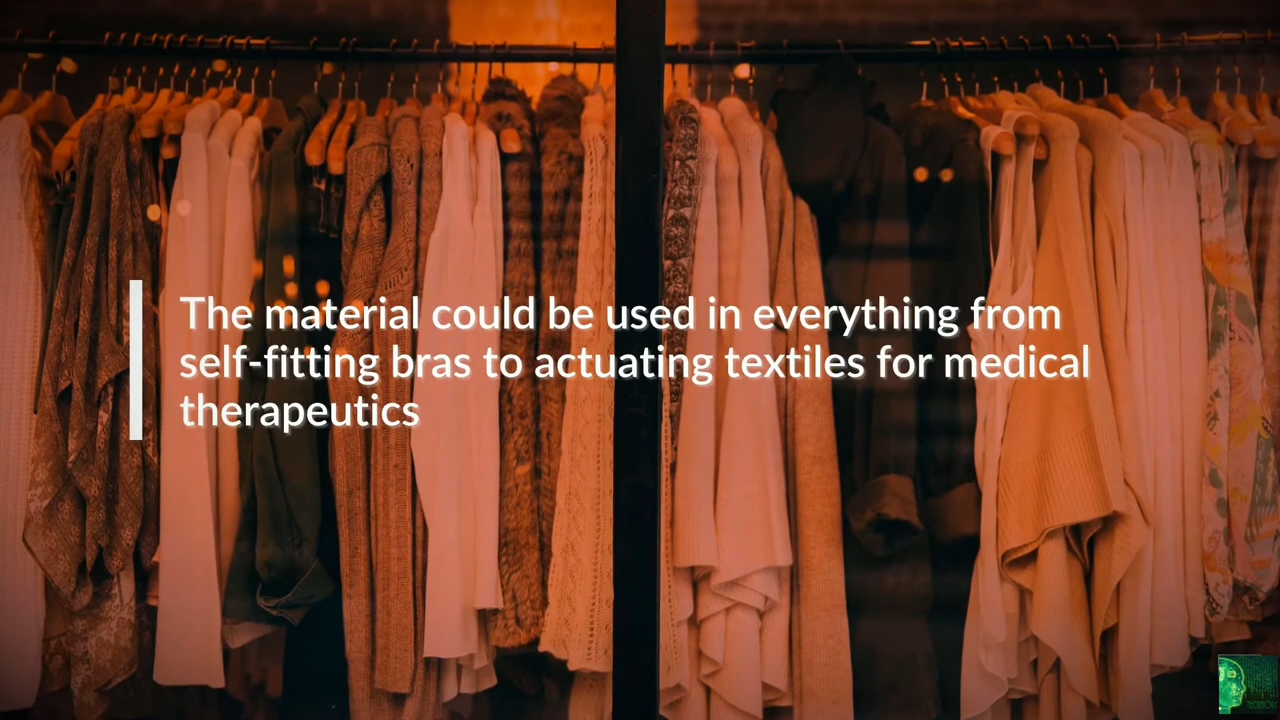 The material could be used in everything from
self-fitting bras to actuating textiles for medical
therapeutics